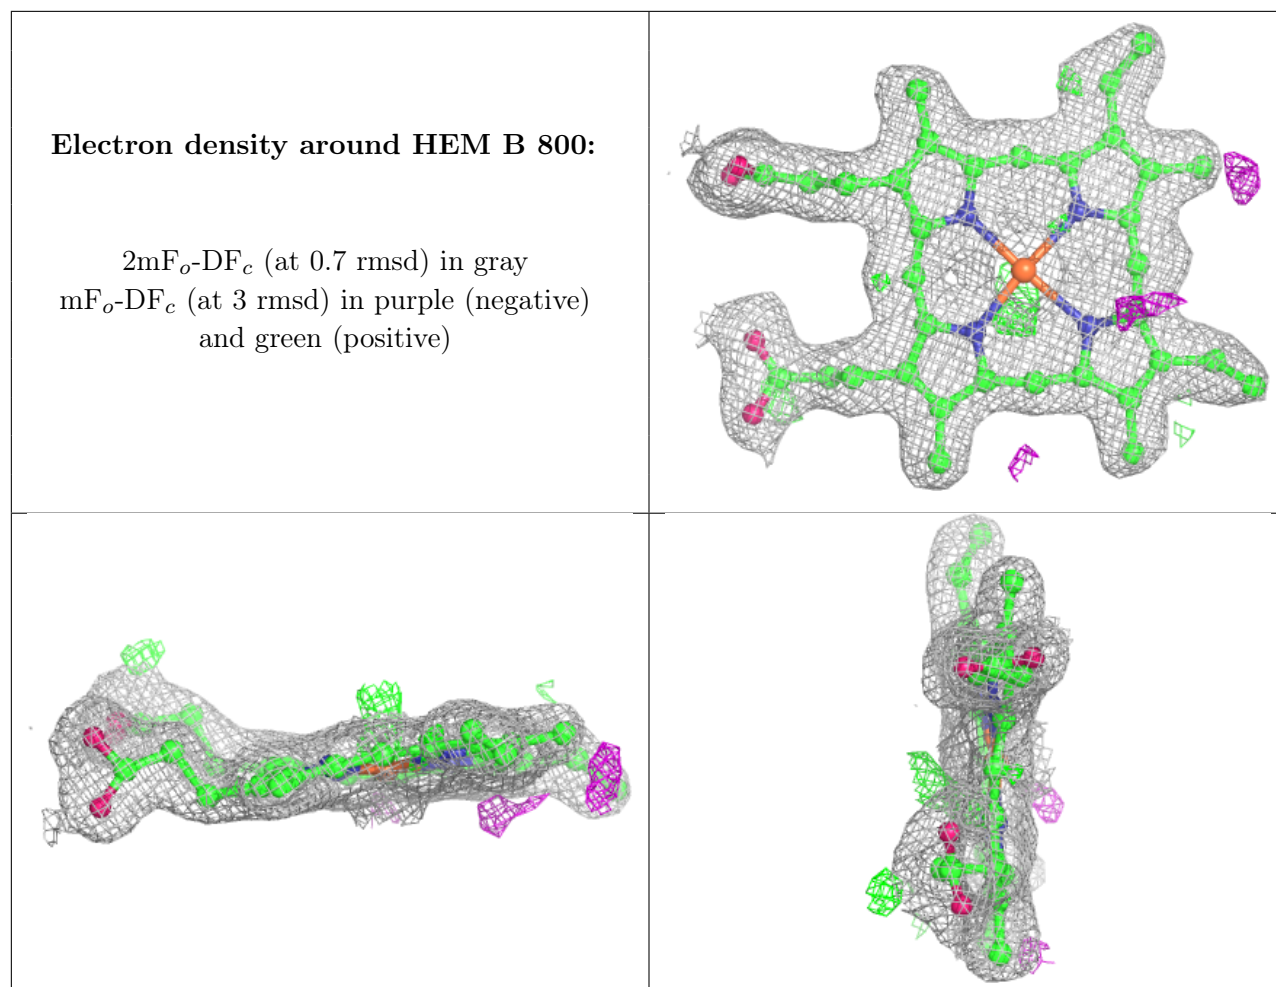 Electron density around HEM B 800:
2mFo-DFc (at 0.7 rmsd) in gray
mFo-DFc (at 3 rmsd) in purple (negative)
and green (positive)